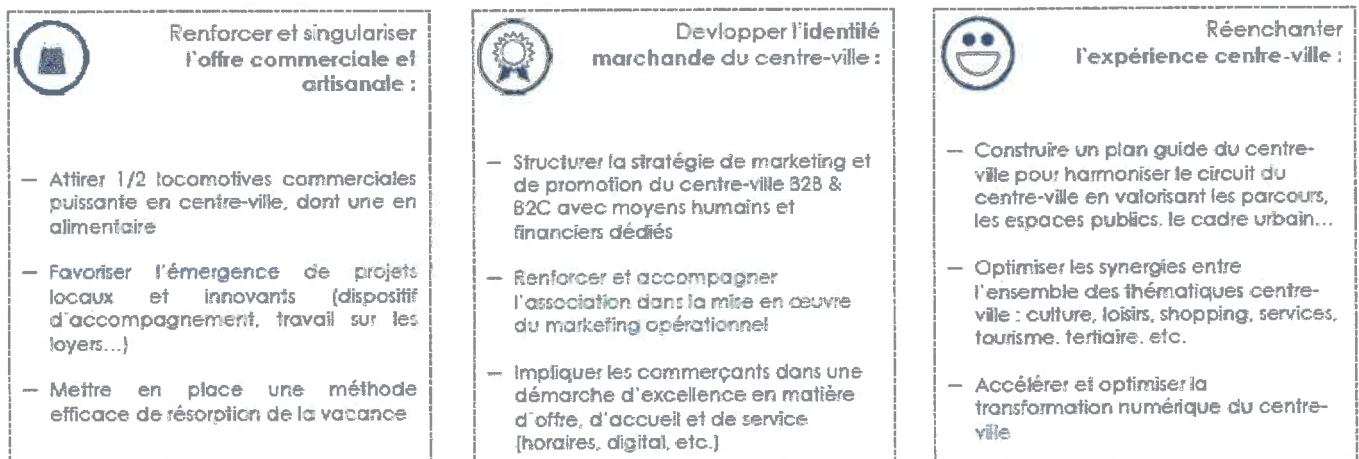 Renforcer et singulariser
l'offre commerciale et
artisanale :
— Attirer 1/2 locomotives commerciales
puissante en centre-ville, dont une en
alimentaire
— Favoriser l'émergence de projets
locaux et innovants (dispositif
d'accompagnement, travail sur les
loyers...)
— Mettre en place une méthode
efficace de résorption de la vacance
Devlopper l'identité
marchande du centre-ville :
— Structurer la stratégie de marketing et
de promotion du centre-ville B2B &
B2C avec moyens humains et
financiers dédiés
— Renforcer et accompagner
l'association dans la mise en œuvre
du marketing opérationnel
— Impliquer les commerçants dans une
démarche d'excellence en matière
d'offre, d'accueil et de service
(horaires, digital, etc.)
Réenchanter
l'expérience centre-ville :
— Construire un plan guide du centre-
ville pour harmoniser le circuit du
centre-ville en valorisant les parcours,
les espaces publics, le cadre urbain...
— Optimiser les synergies entre
l'ensemble des thématiques centre-
ville : culture, loisirs, shopping, services,
tourisme, tertiaire, etc.
— Accélérer et optimiser la
transformation numérique du centre-
ville